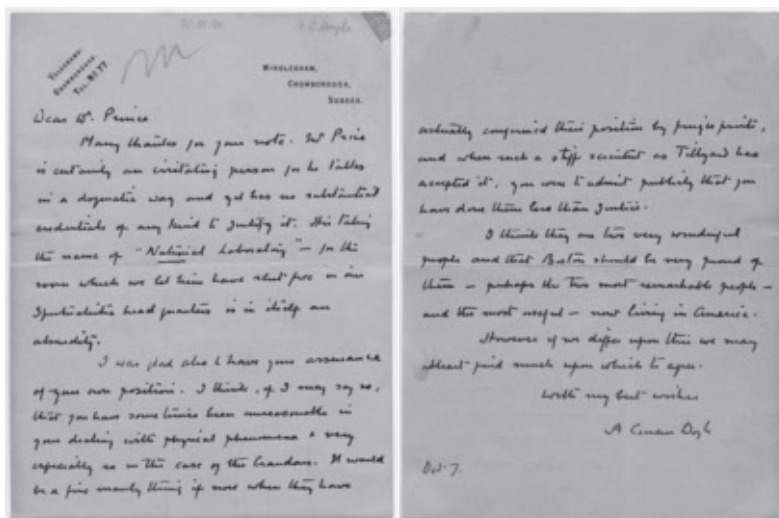 A C Doyle
TELEGRAMS,
CROWBOROUGH.
TEL. No 77
WINDLESHAM,
CROWBOROUGH,
SUSSEX.
Dear Dr. Prince
Many thanks for your note. Mr Price
is certainly an irritating person for he talks
in a dogmatic way and yet has no substantial
credentials of any kind to justify it. His taking
the name of "National Laboratory" – for the
room which we let him have rent free in our
Spiritualistic head quarters is in itself an
absurdity.
I was glad also to have your assurance
of your own position. I think, if I may say so,
that you have sometimes been unreasonable in
your dealing with physical phenomena & very
especially so in the case of the Crandons. It would
be a fine manly thing if now when they have
actually confirmed their position by finger prints,
and when such a stiff scientist as Tillyard has
accepted it, you were to admit publicly that you
have done them less than Justice.
I think they are two very wonderful
people and that Boston should be very proud of
them – perhaps the two most remarkable people –
and the most useful – now living in America.
However if we differ upon this we may
at least find much upon which to agree.
With my best wishes
A Conan Doyle
Oct 7.